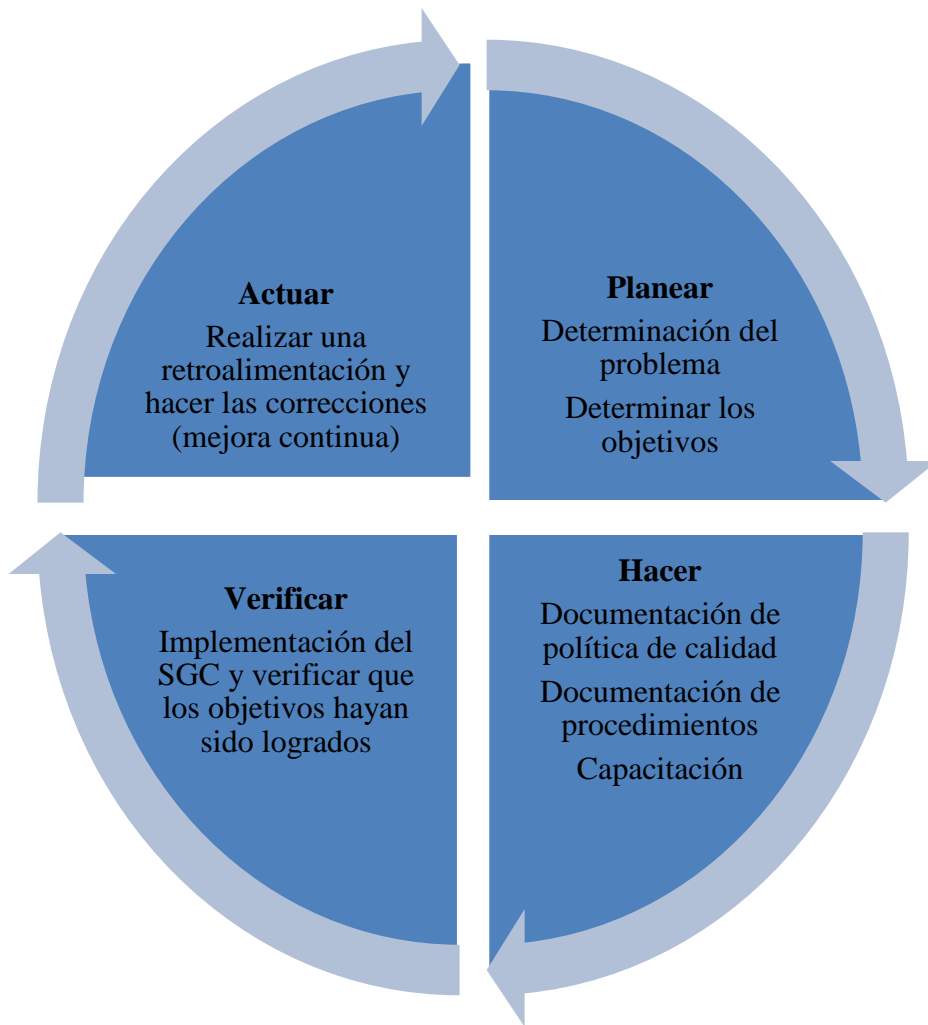 Actuar
Realizar una
retroalimentación y
hacer las correcciones
(mejora continua)
Planear
Determinación del
problema
Determinar los
objetivos
Verificar
Implementación del
SGC y verificar que
los objetivos hayan
sido logrados
Hacer
Documentación de
política de calidad
Documentación de
procedimientos
Capacitación